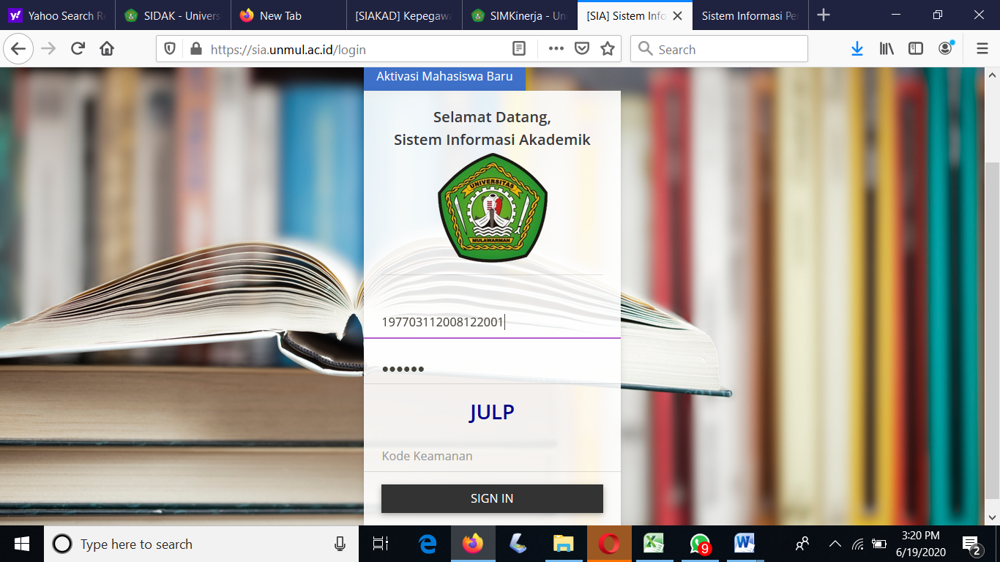 Yahoo Search R
SIDAK - Univers
New Tab
[SIAKAD] Kepegaw
SIMKinerja - Un
[SIA] Sistem Info
Sistem Informasi Pe
https://sia.unmul.ac.id/login
Search
Aktivasi Mahasiswa Baru
Selamat Datang,
Sistem Informasi Akademik
UNIVERSITAS
MULAWARMAN
197703112008122001
••••••
JULP
Kode Keamanan
SIGN IN
Type here to search
9
3:20 PM
6/19/2020
2